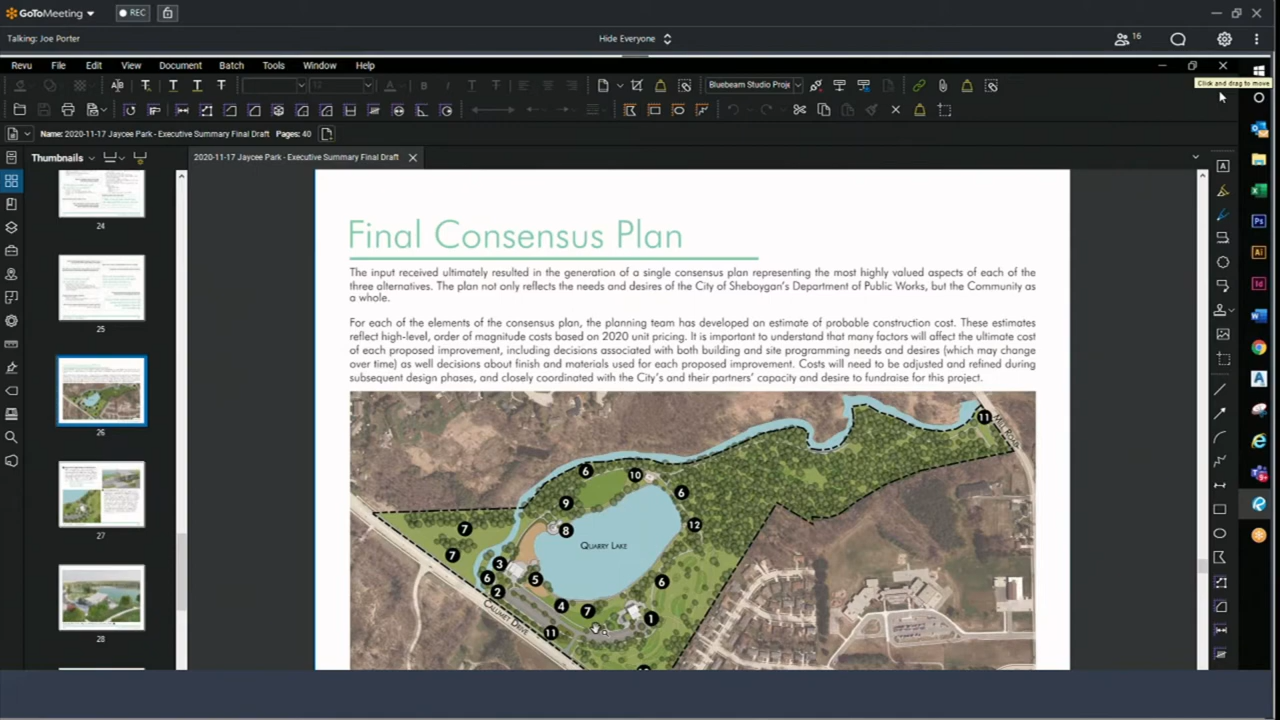 GoToMeeting
REC
Talking: Joe Porter
Hide Everyone
16
Revu File Edit View Document Batch Tools Window Help
12
Bluebeam Studio Proje
Click and drag to move
Name: 2020-11-17 Jaycee Park - Executive Summary Final Draft Pages: 40
Thumbnails
2020-11-17 Jaycee Park - Executive Summary Final Draft
24
25
26
27
28
Final Consensus Plan
The input received ultimately resulted in the generation of a single consensus plan representing the most highly valued aspects of each of the
three alternatives. The plan not only reflects the needs and desires of the City of Sheboygan's Department of Public Works, but the Community as
a whole.
For each of the elements of the consensus plan, the planning team has developed an estimate of probable construction cost. These estimates
reflect high-level, order of magnitude costs based on 2020 unit pricing. It is important to understand that many factors will affect the ultimate cost
of each proposed improvement, including decisions associated with both building and site programming needs and desires (which may change
over time) as well decisions about finish and materials used for each proposed improvement. Costs will need to be adjusted and refined during
subsequent design phases, and closely coordinated with the City's and their partners' capacity and desire to fundraise for this project.
11
Mill Road
6
10
6
9
12
7
8
Quarry Lake
7
3
6
5
6
2
4
7
1
Calumet Drive
11